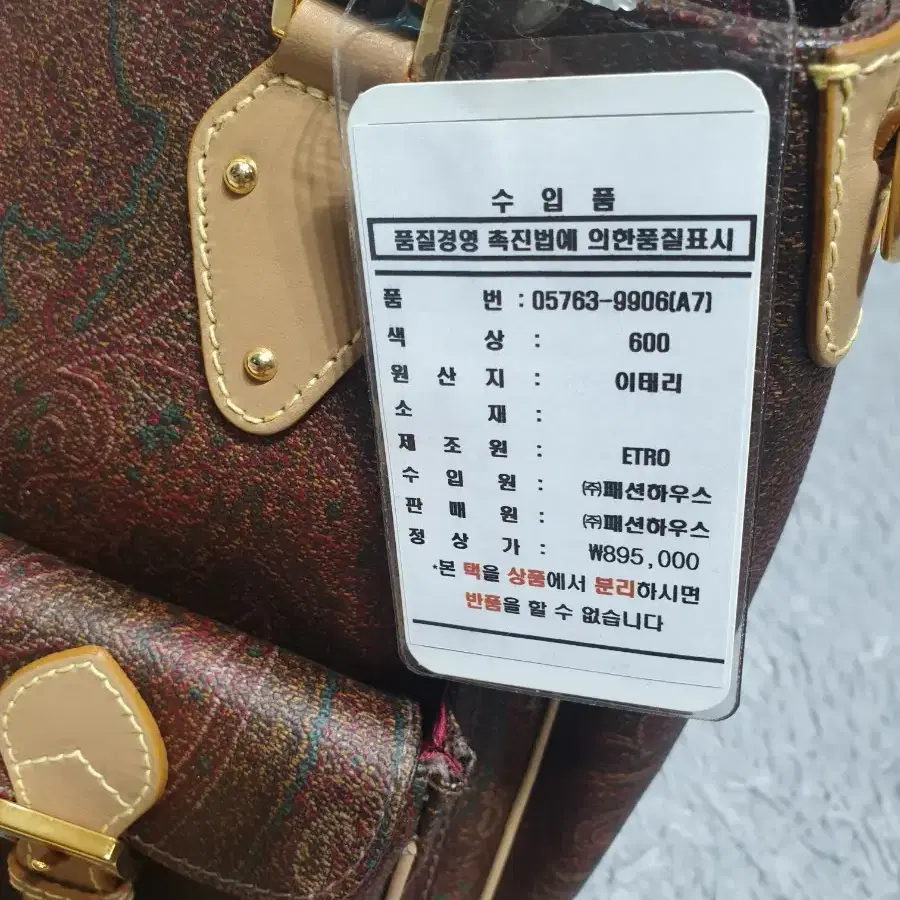 수 입 품
품질경영 촉진법에 의한품질표시
품 번 : 05763-9906(A7)
색 상 : 600
원 산 지 : 이태리
소 재 :
제 조 원 : ETRO
수 입 원 : ㈜패션하우스
판 매 원 : ㈜패션하우스
정 상 가 : ₩895,000
*본 택을 상품에서 분리하시면
반품을 할 수 없습니다